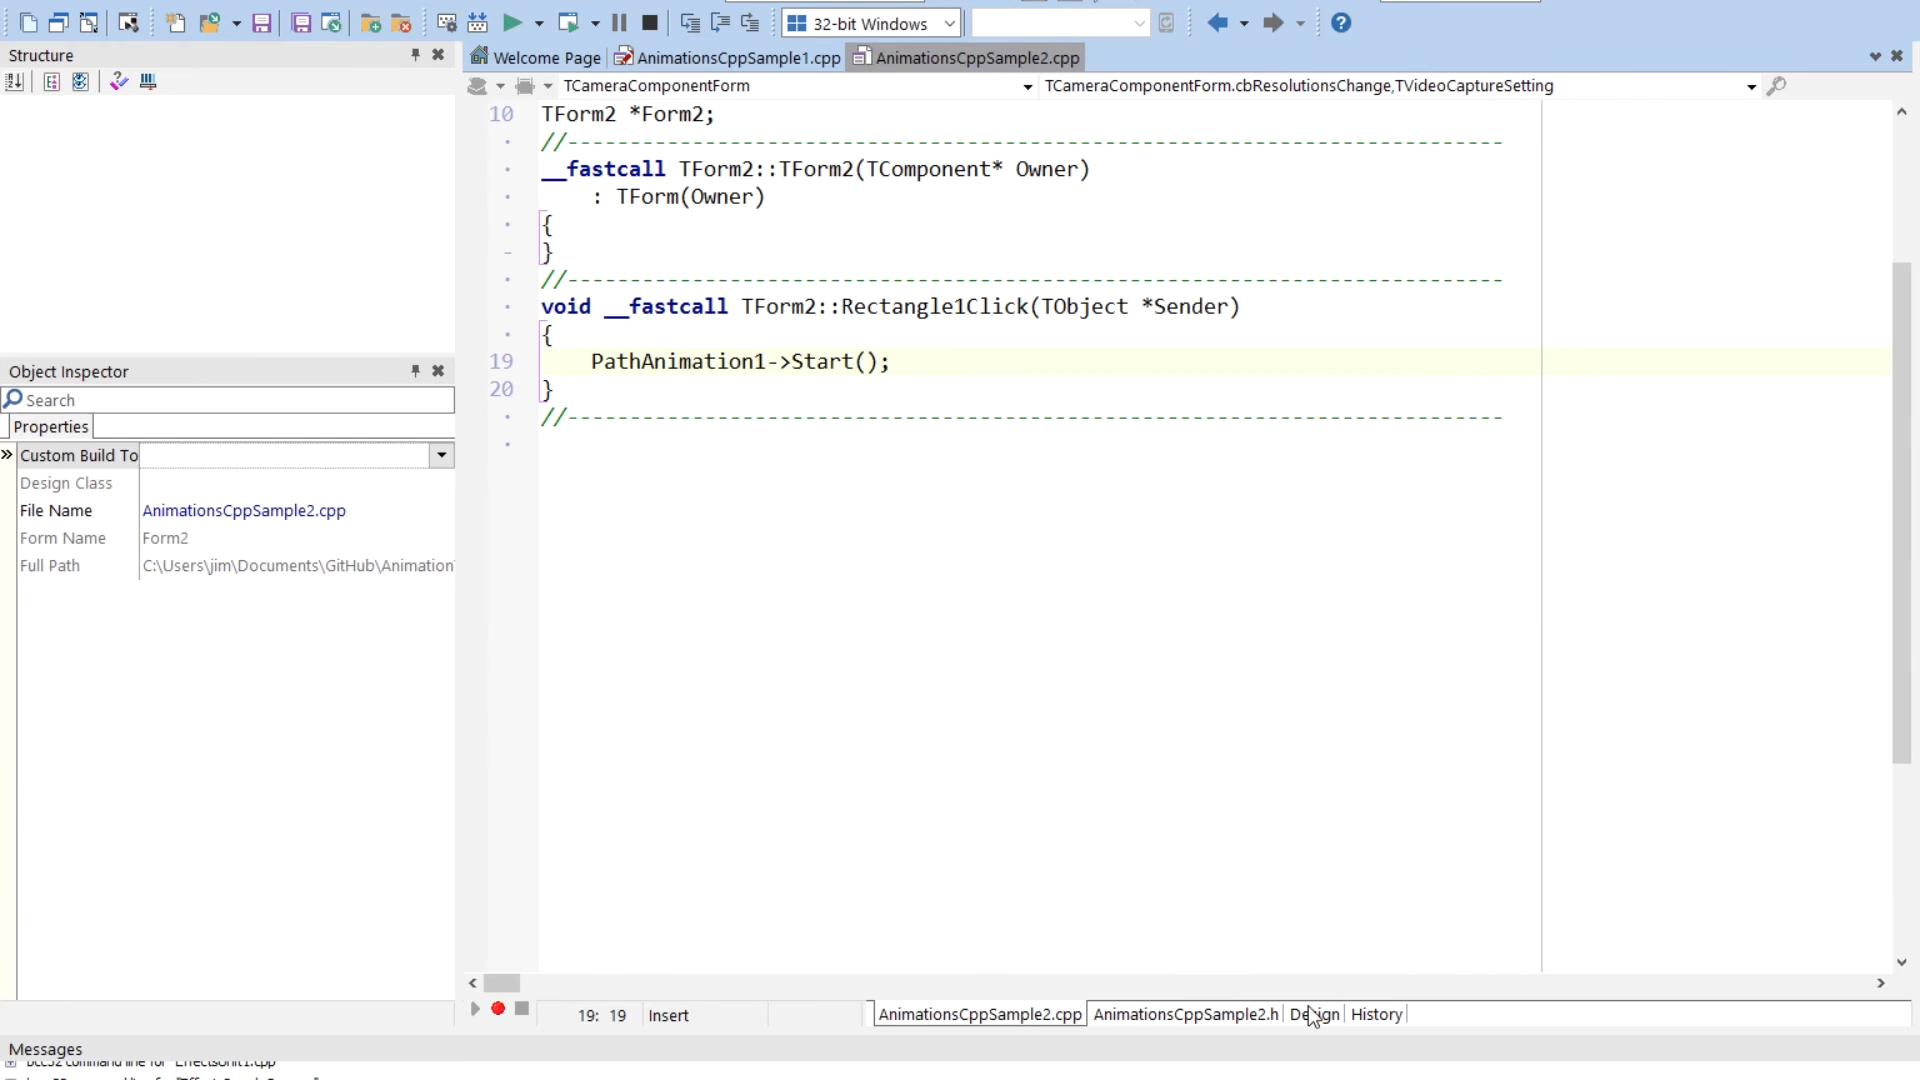 32-bit Windows
Structure
Welcome Page
AnimationsCppSample1.cpp
AnimationsCppSample2.cpp
TCameraComponentForm
TCameraComponentForm.cbResolutionsChange,TVideoCaptureSetting
10 TForm2 *Form2;
//---------------------------------------------------------------------------
__fastcall TForm2::TForm2(TComponent* Owner)
: TForm(Owner)
{
}
//---------------------------------------------------------------------------
void __fastcall TForm2::Rectangle1Click(TObject *Sender)
{
19 PathAnimation1->Start();
20 }
//---------------------------------------------------------------------------
Object Inspector
Search
Properties
Custom Build To
Design Class
File Name AnimationsCppSample2.cpp
Form Name Form2
Full Path C:\Users\jim\Documents\GitHub\Animation
19: 19 Insert
AnimationsCppSample2.cpp AnimationsCppSample2.h Design History
Messages